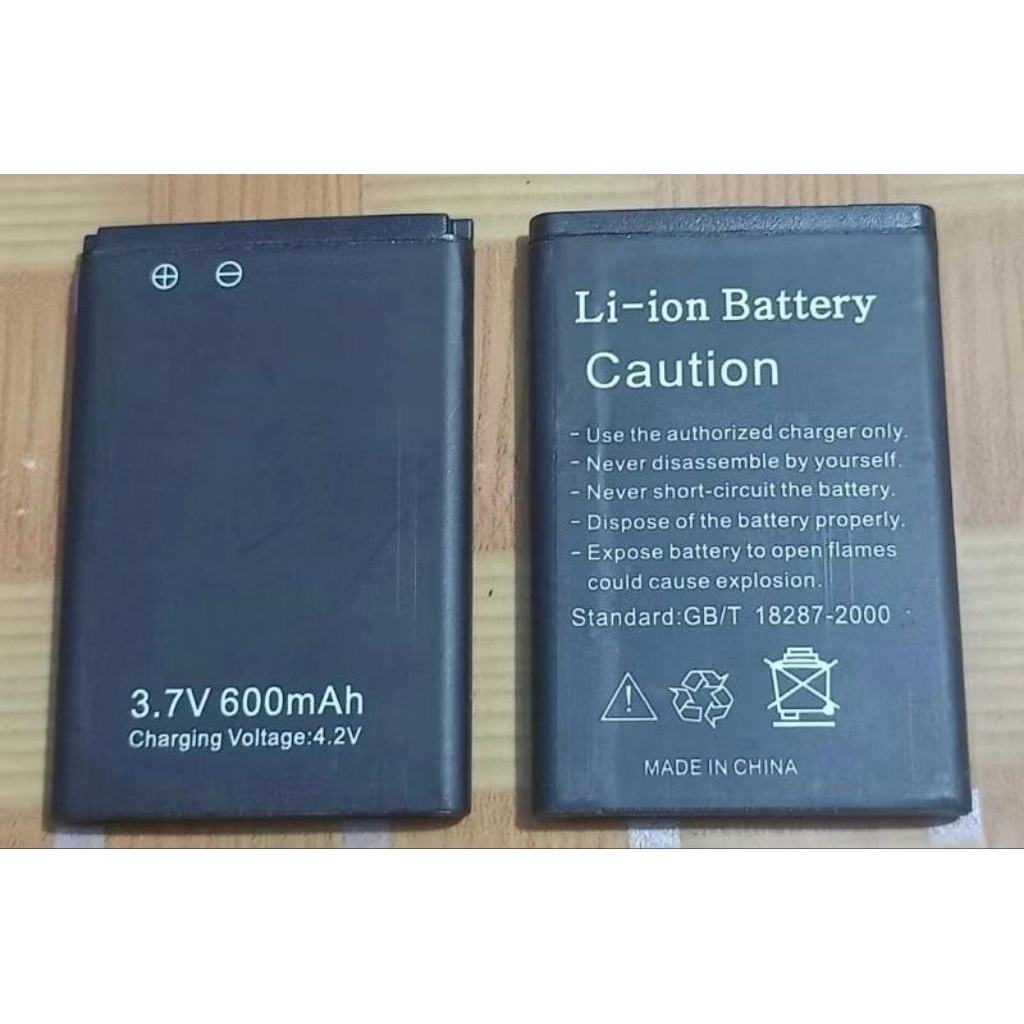 ⊕ ⊖
3.7V 600mAh
Charging Voltage:4.2V
Li-ion Battery
Caution
- Use the authorized charger only.
- Never disassemble by yourself.
- Never short-circuit the battery.
- Dispose of the battery properly.
- Expose battery to open flames
could cause explosion.
Standard:GB/T 18287-2000
MADE IN CHINA